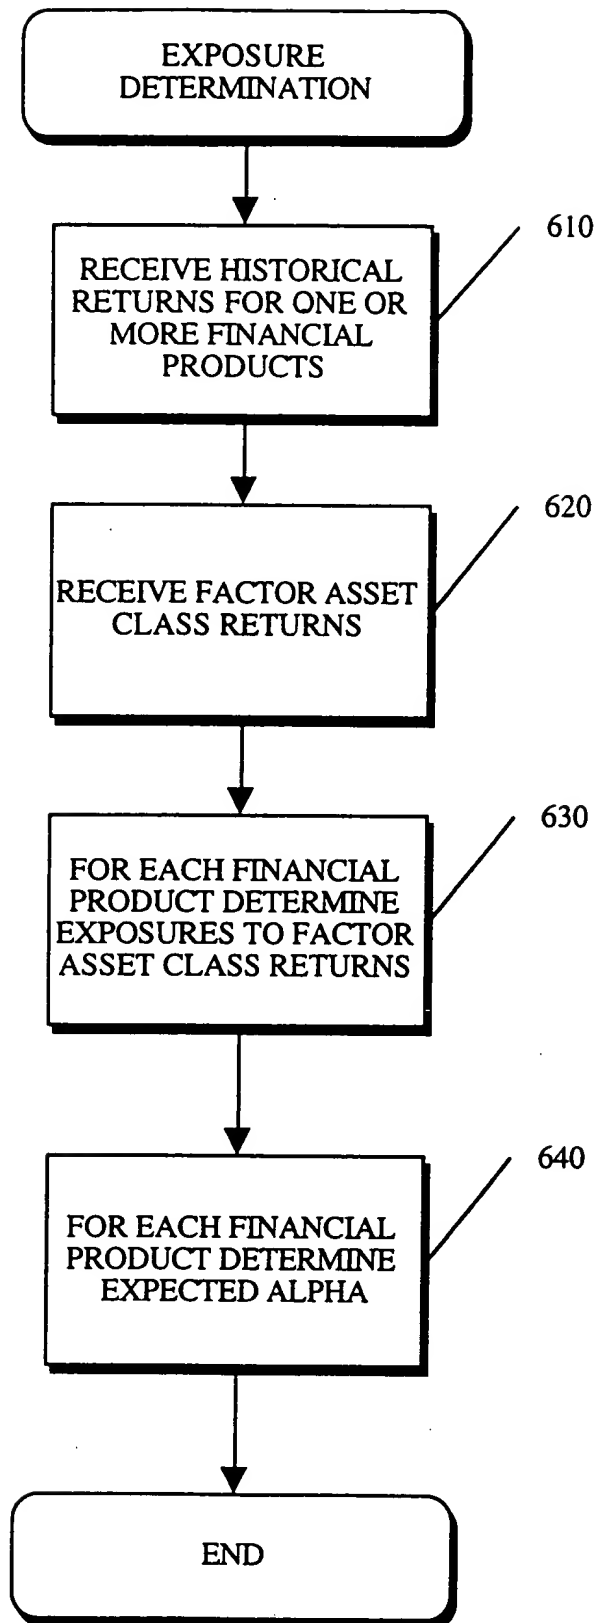 EXPOSURE
DETERMINATION
610
RECEIVE HISTORICAL
RETURNS FOR ONE OR
MORE FINANCIAL
PRODUCTS
620
RECEIVE FACTOR ASSET
CLASS RETURNS
630
FOR EACH FINANCIAL
PRODUCT DETERMINE
EXPOSURES TO FACTOR
ASSET CLASS RETURNS
640
FOR EACH FINANCIAL
PRODUCT DETERMINE
EXPECTED ALPHA
END